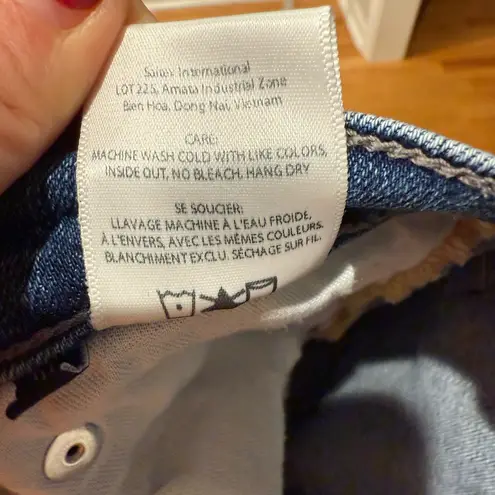 Saitex International
LOT 225, Amata Industrial Zone
Bien Hoa, Dong Nai, Vietnam
CARE:
MACHINE WASH COLD WITH LIKE COLORS,
INSIDE OUT, NO BLEACH, HANG DRY
SE SOUCIER:
LLAVAGE MACHINE À L'EAU FROIDE,
À L'ENVERS, AVEC LES MÊMES COULEURS.
BLANCHIMENT EXCLU. SÉCHAGE SUR FIL.